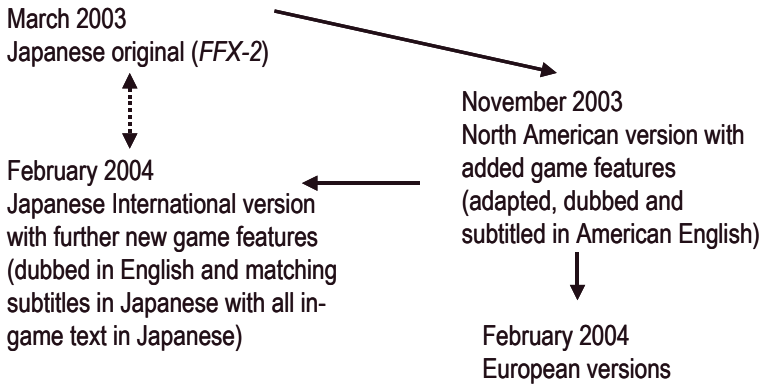 March 2003
Japanese original (FFX-2)
November 2003
North American version with
added game features
(adapted, dubbed and
subtitled in American English)
February 2004
Japanese International version
with further new game features
(dubbed in English and matching
subtitles in Japanese with all in-
game text in Japanese)
February 2004
European versions